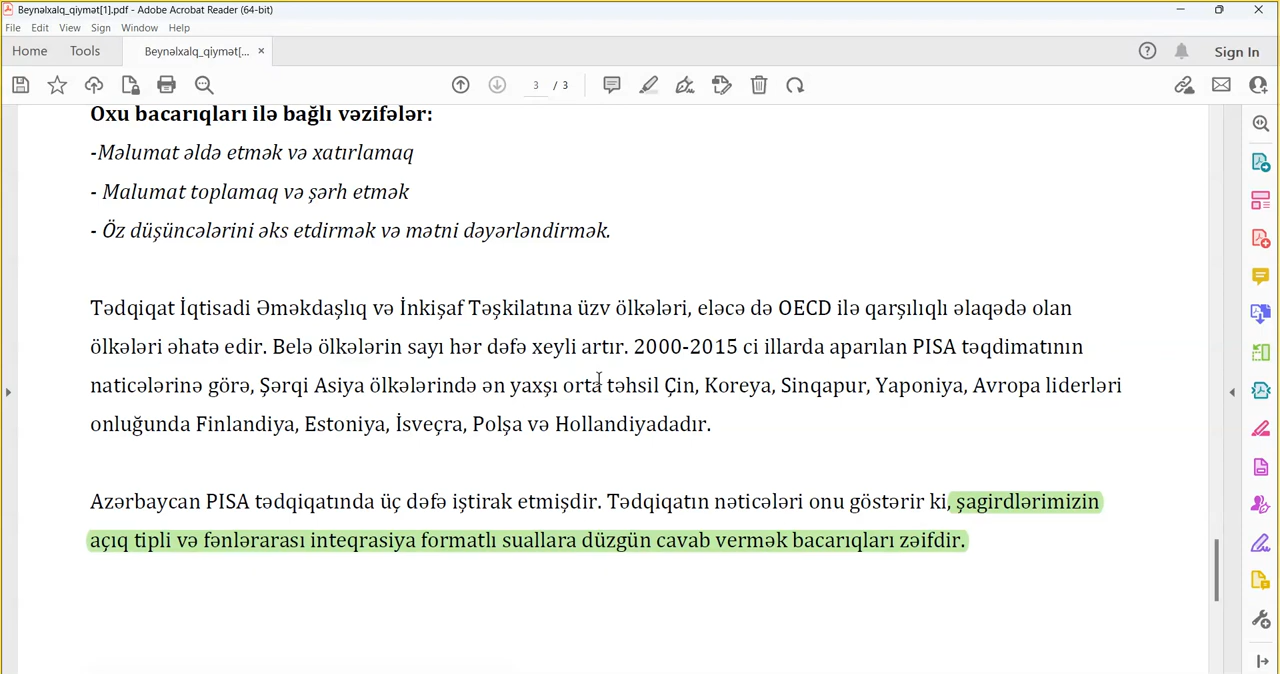 Beynəlxalq_qiymət[1].pdf - Adobe Acrobat Reader (64-bit)
File Edit View Sign Window Help
Home Tools Beynəlxalq_qiymət[... × Sign In
3 / 3
Oxu bacarıqları ilə bağlı vəzifələr:
-Məlumat əldə etmək və xatırlamaq
- Malumat toplamaq və şərh etmək
- Öz düşüncələrini əks etdirmək və mətni dəyərləndirmək.
Tədqiqat İqtisadi Əməkdaşlıq və İnkişaf Təşkilatına üzv ölkələri, eləcə də OECD ilə qarşılıqlı əlaqədə olan
ölkələri əhatə edir. Belə ölkələrin sayı hər dəfə xeyli artır. 2000-2015 ci illarda aparılan PISA təqdimatının
naticələrinə görə, Şərqi Asiya ölkələrində ən yaxşı orta təhsil Çin, Koreya, Sinqapur, Yaponiya, Avropa liderləri
onluğunda Finlandiya, Estoniya, İsveçra, Polşa və Hollandiyadadır.
Azərbaycan PISA tədqiqatında üç dəfə iştirak etmişdir. Tədqiqatın nəticələri onu göstərir ki, şagirdlərimizin
açıq tipli və fənlərarası inteqrasiya formatlı suallara düzgün cavab vermək bacarıqları zəifdir.